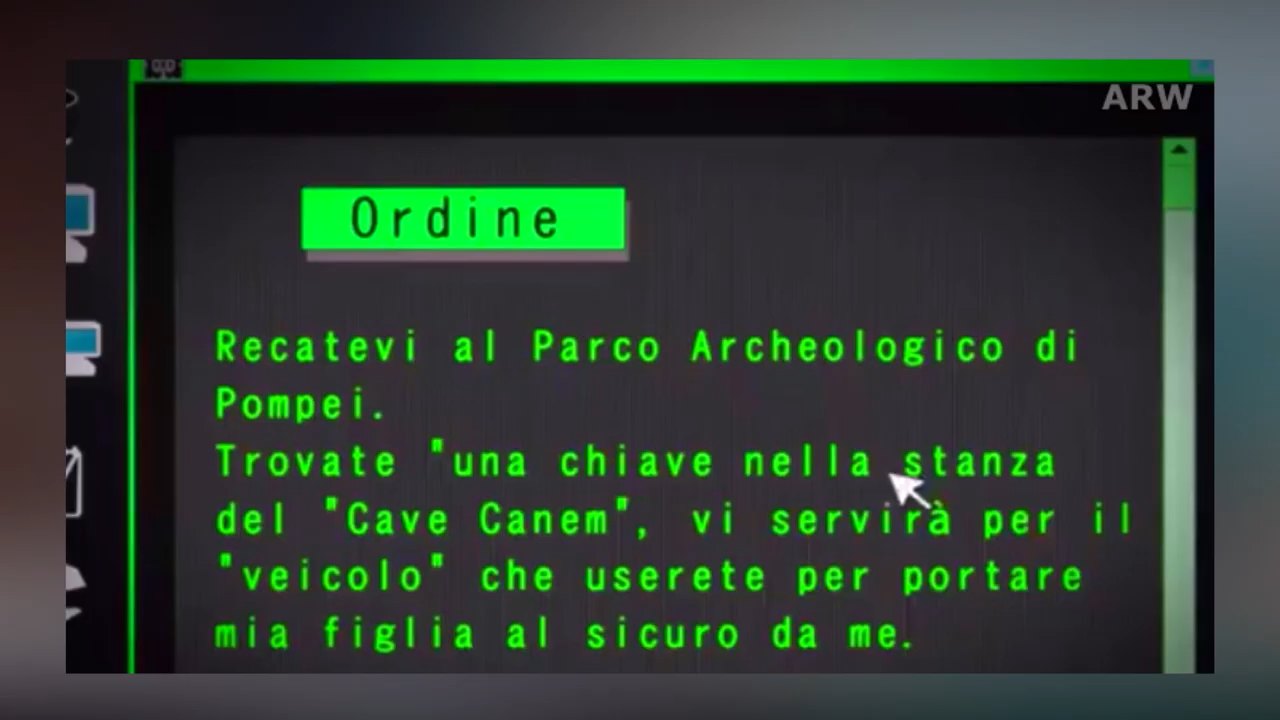 ARW
Ordine
Recatevi al Parco Archeologico di
Pompei.
Trovate "una chiave nella stanza
del "Cave Canem", vi servirà per il
"veicolo" che userete per portare
mia figlia al sicuro da me.